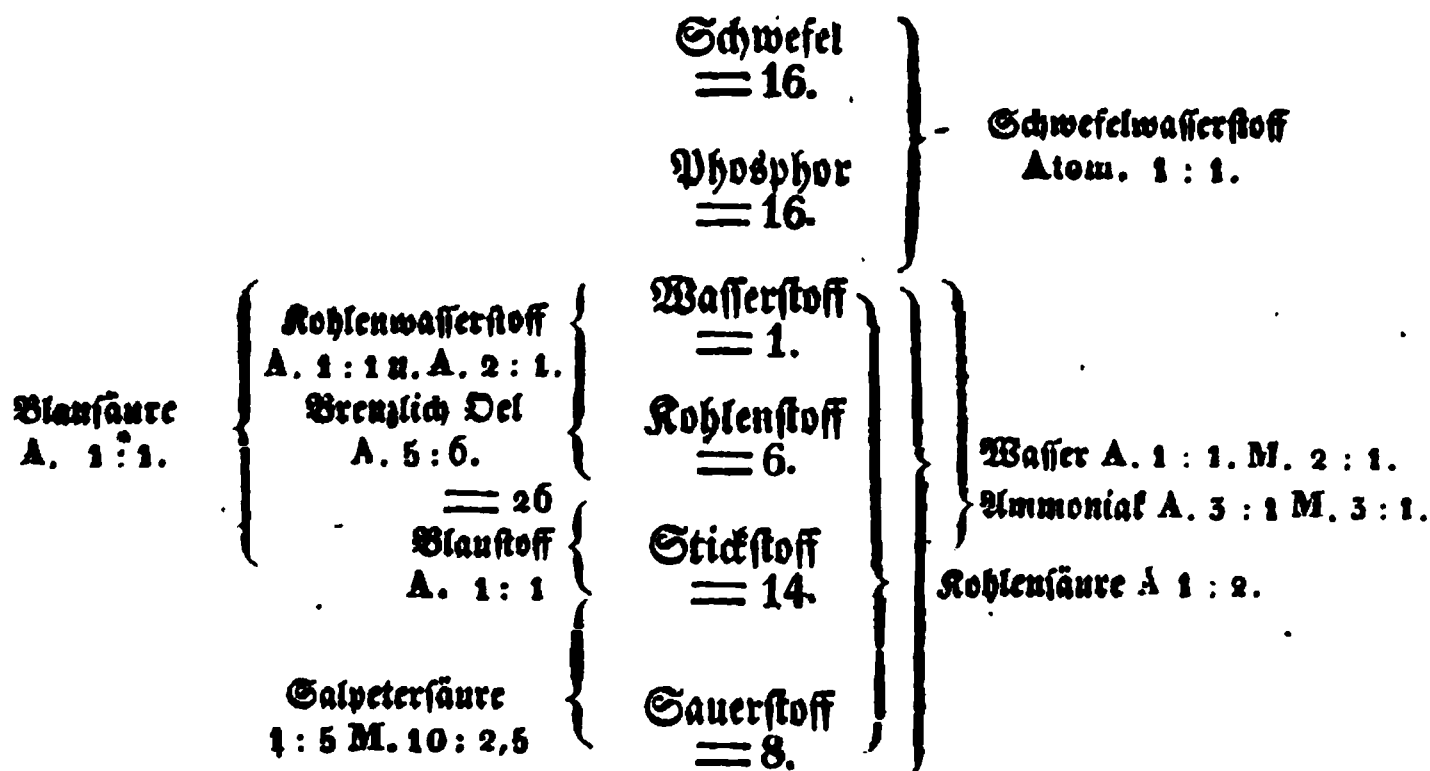 Schwefel
= 16.
Phosphor
= 16.
Schwefelwasserstoff
Atom. 1 : 1.
Wasserstoff
= 1.
Kohlenstoff
= 6.
Stickstoff
= 14.
Sauerstoff
= 8.
Kohlenwasserstoff
A. 1 : 1 u. A. 2 : 1.
Brenzlich Oel
A. 5 : 6.
= 26
Blaustoff
A. 1 : 1
Salpetersäure
1 : 5 M. 10 : 2,5
Blausäure
A. 1 : 1.
Wasser A. 1 : 1. M. 2 : 1.
Ammoniak A. 3 : 1 M. 3 : 1.
Kohlensäure A 1 : 2.